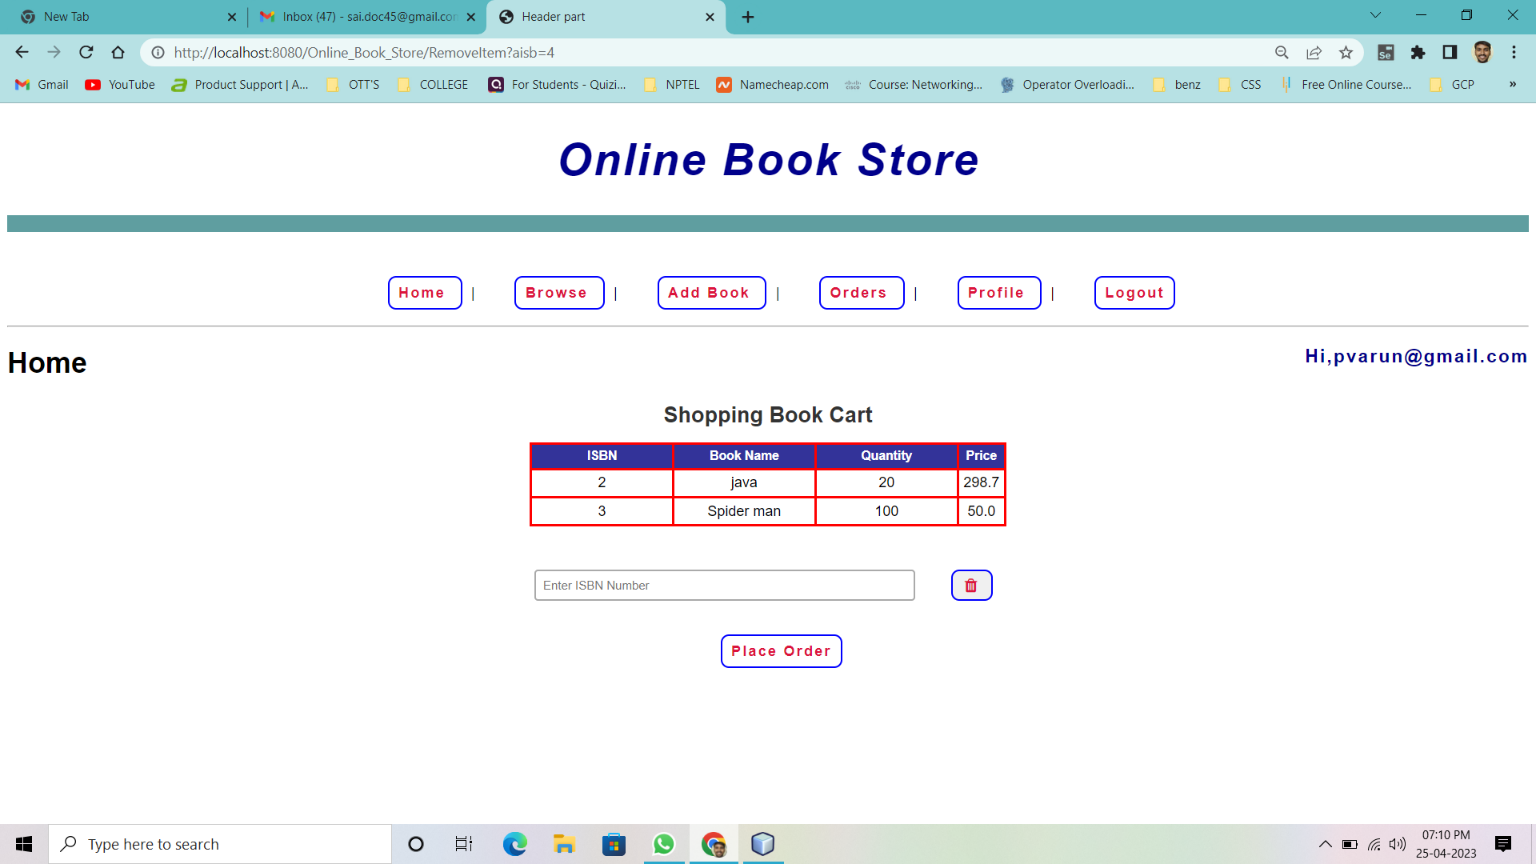 New Tab
Inbox (47) - sai.doc45@gmail.com
Header part
http://localhost:8080/Online_Book_Store/RemoveItem?aisb=4
Se
Gmail
YouTube
Product Support | A...
OTT'S
COLLEGE
For Students - Quizi...
NPTEL
Namecheap.com
Course: Networking...
Operator Overloadi...
benz
CSS
Free Online Course...
GCP
»
Online Book Store
Home |
Browse |
Add Book |
Orders |
Profile |
Logout
Home
Hi,pvarun@gmail.com
Shopping Book Cart
ISBN Book Name Quantity Price
2 java 20 298.7
3 Spider man 100 50.0
Enter ISBN Number
Place Order
Type here to search
07:10 PM
25-04-2023